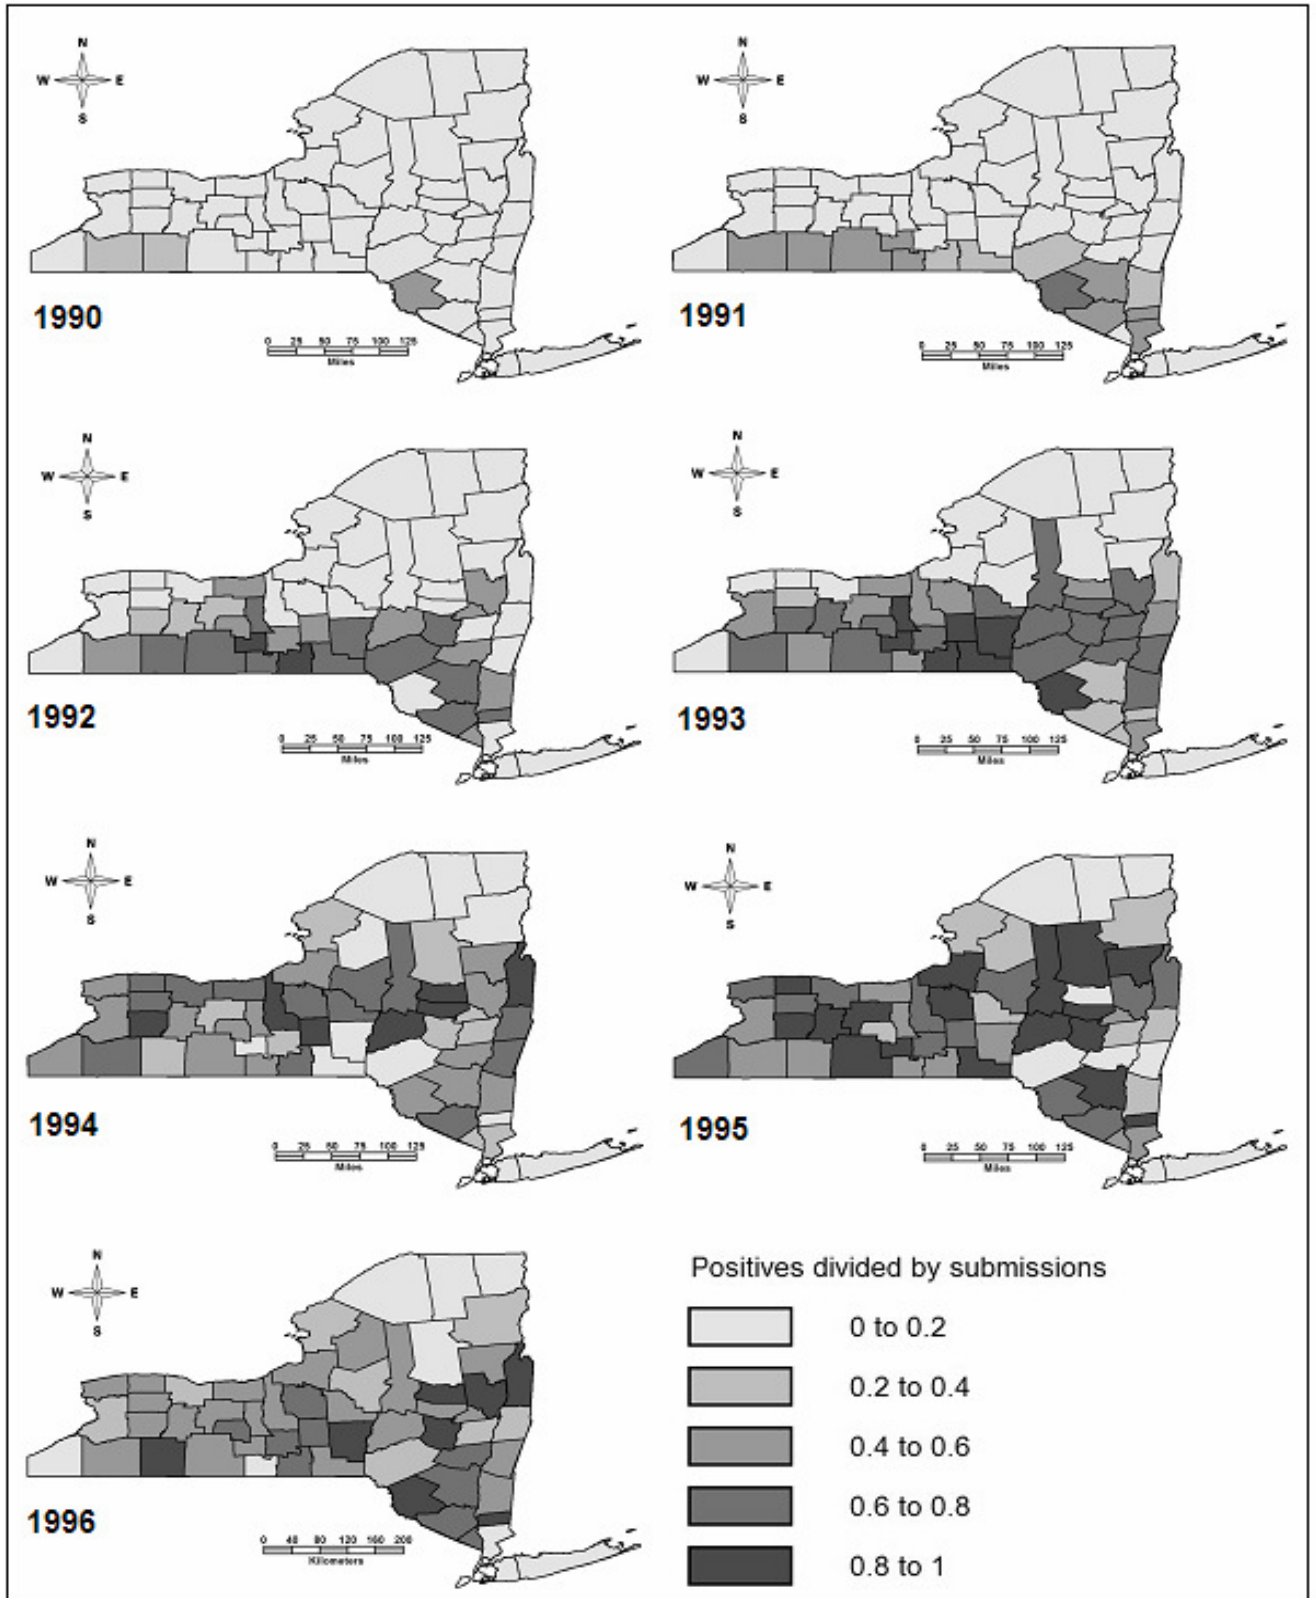 N
W E
S
1990
0 25 50 75 100 125
Miles
N
W E
S
1991
0 25 50 75 100 125
Miles
N
W E
S
1992
0 25 50 75 100 125
Miles
N
W E
S
1993
0 25 50 75 100 125
Miles
N
W E
S
1994
0 25 50 75 100 125
Miles
N
W E
S
1995
0 25 50 75 100 125
Miles
N
W E
S
1996
0 40 80 120 160 200
Kilometers
Positives divided by submissions
0 to 0.2
0.2 to 0.4
0.4 to 0.6
0.6 to 0.8
0.8 to 1